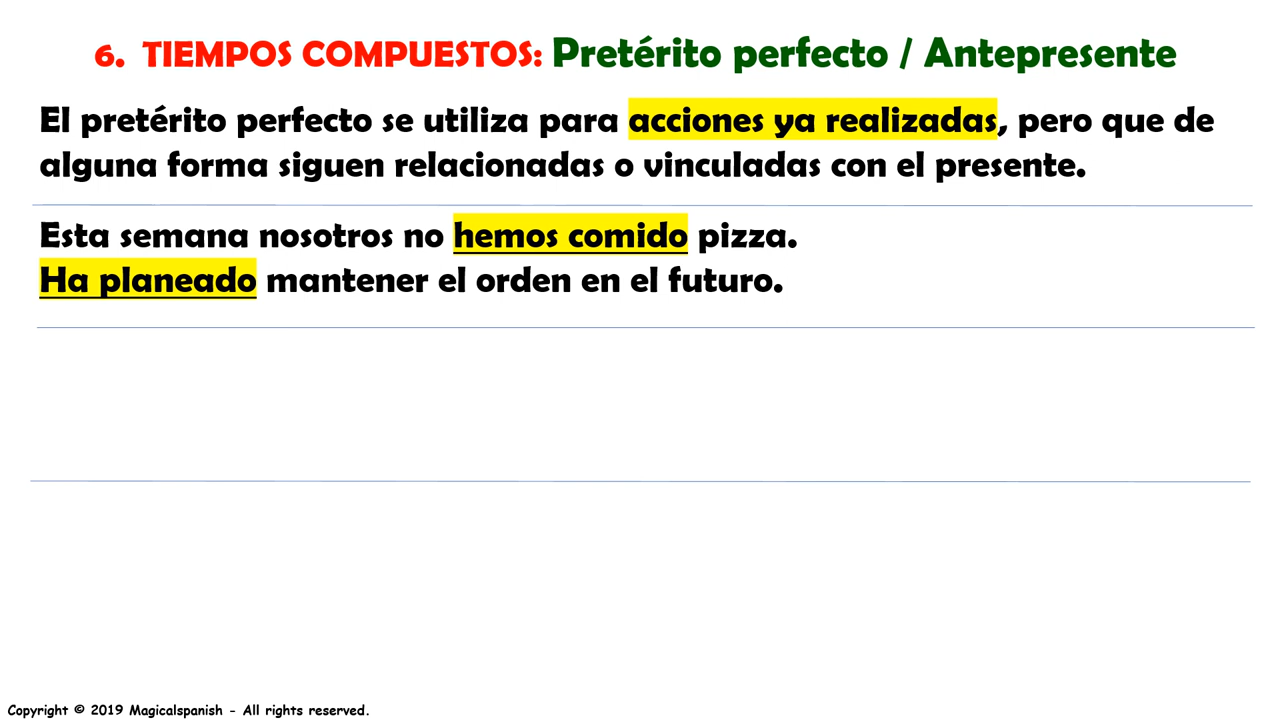 6. TIEMPOS COMPUESTOS: Pretérito perfecto / Antepresente
El pretérito perfecto se utiliza para acciones ya realizadas, pero que de
alguna forma siguen relacionadas o vinculadas con el presente.
Esta semana nosotros no hemos comido pizza.
Ha planeado mantener el orden en el futuro.
Copyright © 2019 Magicalspanish - All rights reserved.